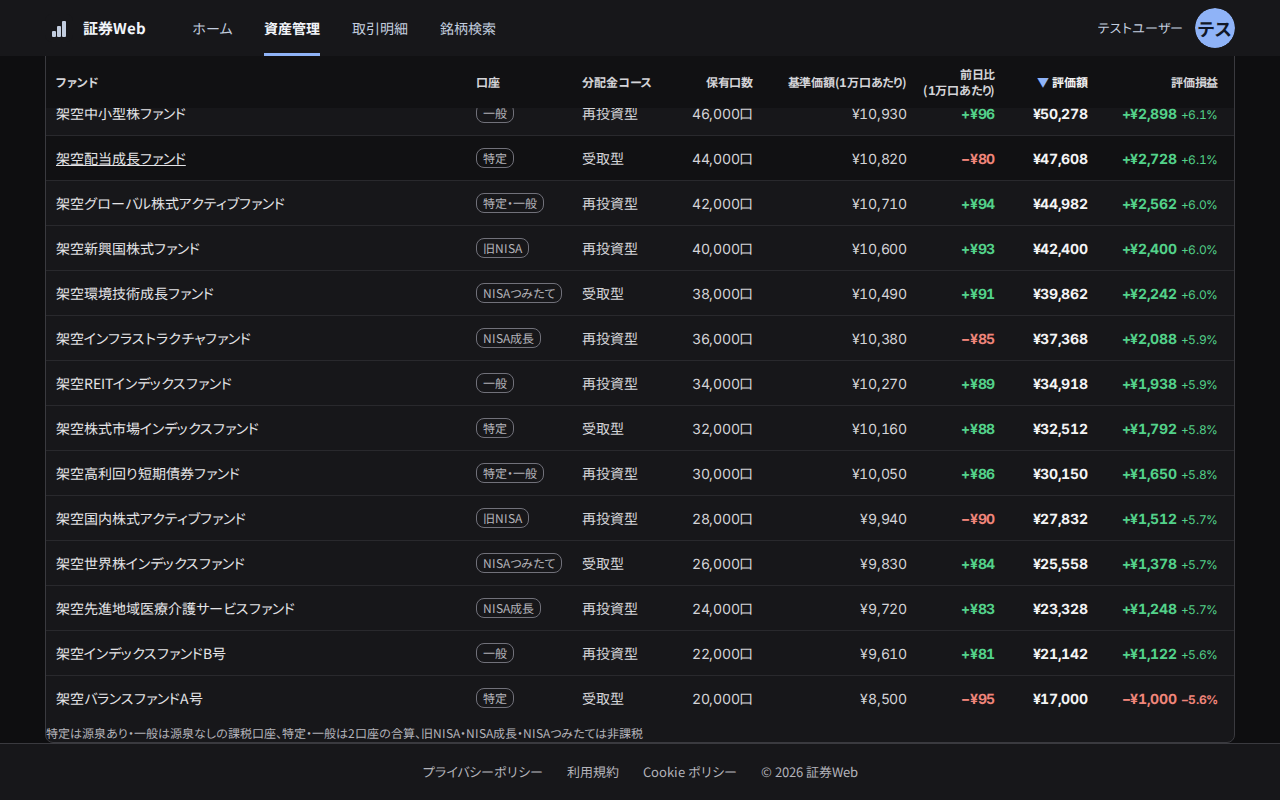 証券Web ホーム 資産管理 取引明細 銘柄検索 テストユーザー テス
ファンド 口座 分配金コース 保有口数 基準価額(1万口あたり) 前日比 (1万口あたり) ▼評価額 評価損益
架空中小型株ファンド 一般 再投資型 46,000口 ¥10,930 +¥96 ¥50,278 +¥2,898 +6.1%
架空配当成長ファンド 特定 受取型 44,000口 ¥10,820 −¥80 ¥47,608 +¥2,728 +6.1%
架空グローバル株式アクティブファンド 特定・一般 再投資型 42,000口 ¥10,710 +¥94 ¥44,982 +¥2,562 +6.0%
架空新興国株式ファンド 旧NISA 再投資型 40,000口 ¥10,600 +¥93 ¥42,400 +¥2,400 +6.0%
架空環境技術成長ファンド NISAつみたて 受取型 38,000口 ¥10,490 +¥91 ¥39,862 +¥2,242 +6.0%
架空インフラストラクチャファンド NISA成長 再投資型 36,000口 ¥10,380 −¥85 ¥37,368 +¥2,088 +5.9%
架空REITインデックスファンド 一般 再投資型 34,000口 ¥10,270 +¥89 ¥34,918 +¥1,938 +5.9%
架空株式市場インデックスファンド 特定 受取型 32,000口 ¥10,160 +¥88 ¥32,512 +¥1,792 +5.8%
架空高利回り短期債券ファンド 特定・一般 再投資型 30,000口 ¥10,050 +¥86 ¥30,150 +¥1,650 +5.8%
架空国内株式アクティブファンド 旧NISA 再投資型 28,000口 ¥9,940 −¥90 ¥27,832 +¥1,512 +5.7%
架空世界株インデックスファンド NISAつみたて 受取型 26,000口 ¥9,830 +¥84 ¥25,558 +¥1,378 +5.7%
架空先進地域医療介護サービスファンド NISA成長 再投資型 24,000口 ¥9,720 +¥83 ¥23,328 +¥1,248 +5.7%
架空インデックスファンドB号 一般 再投資型 22,000口 ¥9,610 +¥81 ¥21,142 +¥1,122 +5.6%
架空バランスファンドA号 特定 受取型 20,000口 ¥8,500 −¥95 ¥17,000 −¥1,000 −5.6%
特定は源泉あり・一般は源泉なしの課税口座、特定・一般は2口座の合算、旧NISA・NISA成長・NISAつみたては非課税
プライバシーポリシー 利用規約 Cookie ポリシー © 2026 証券Web